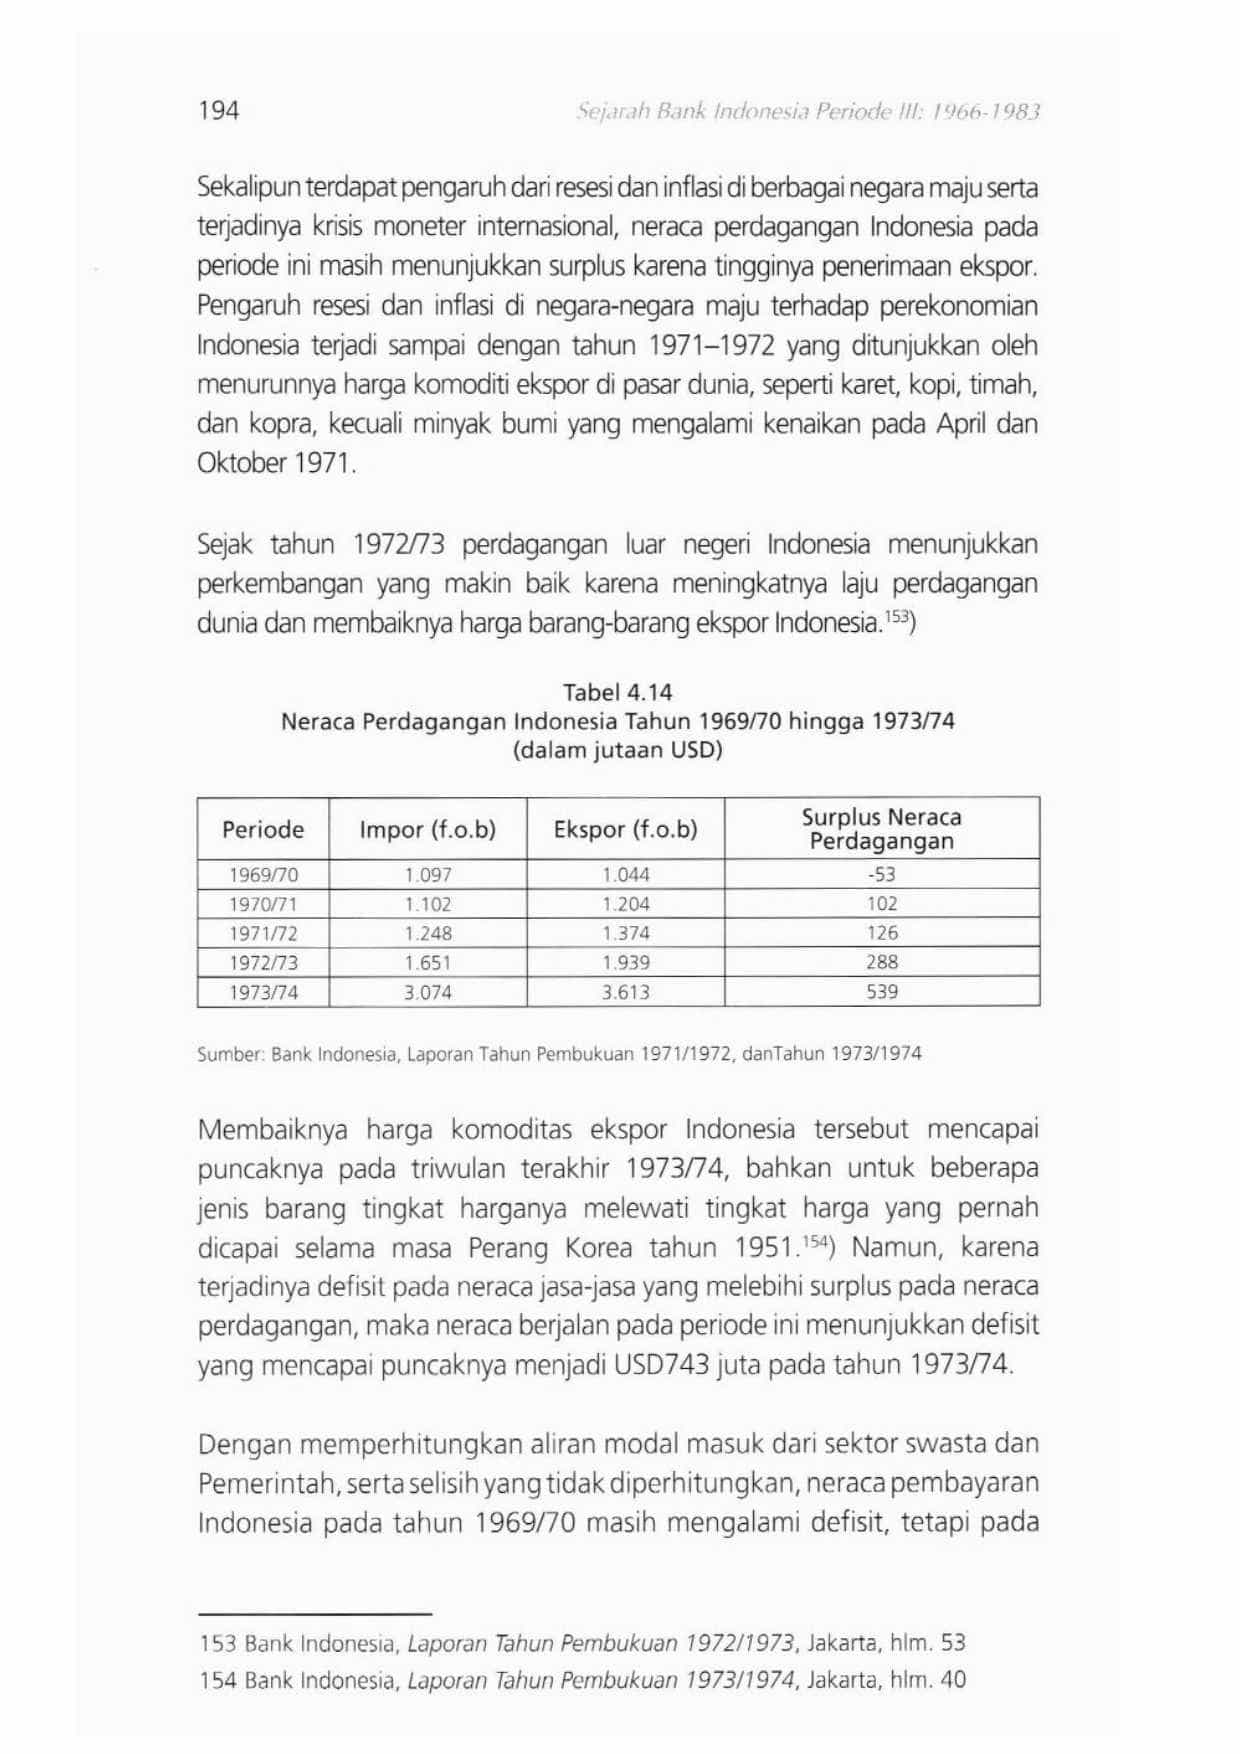 194
Sejarah Bank Indonesia Periode III: 1966-1983
Sekalipun terdapat pengaruh dari resesi dan inflasi di berbagai negara maju serta
terjadinya krisis moneter internasional, neraca perdagangan Indonesia pada
periode ini masih menunjukkan surplus karena tingginya penerimaan ekspor.
Pengaruh resesi dan inflasi di negara-negara maju terhadap perekonomian
Indonesia terjadi sampai dengan tahun 1971–1972 yang ditunjukkan oleh
menurunnya harga komoditi ekspor di pasar dunia, seperti karet, kopi, timah,
dan kopra, kecuali minyak bumi yang mengalami kenaikan pada April dan
Oktober 1971.
Sejak tahun 1972/73 perdagangan luar negeri Indonesia menunjukkan
perkembangan yang makin baik karena meningkatnya laju perdagangan
dunia dan membaiknya harga barang-barang ekspor Indonesia.153)
Tabel 4.14
Neraca Perdagangan Indonesia Tahun 1969/70 hingga 1973/74
(dalam jutaan USD)
Periode Impor (f.o.b) Ekspor (f.o.b) Surplus Neraca
Perdagangan
1969/70 1.097 1.044 -53
1970/71 1.102 1.204 102
1971/72 1.248 1.374 126
1972/73 1.651 1.939 288
1973/74 3.074 3.613 539
Sumber: Bank Indonesia, Laporan Tahun Pembukuan 1971/1972, danTahun 1973/1974
Membaiknya harga komoditas ekspor Indonesia tersebut mencapai
puncaknya pada triwulan terakhir 1973/74, bahkan untuk beberapa
jenis barang tingkat harganya melewati tingkat harga yang pernah
dicapai selama masa Perang Korea tahun 1951.154) Namun, karena
terjadinya defisit pada neraca jasa-jasa yang melebihi surplus pada neraca
perdagangan, maka neraca berjalan pada periode ini menunjukkan defisit
yang mencapai puncaknya menjadi USD743 juta pada tahun 1973/74.
Dengan memperhitungkan aliran modal masuk dari sektor swasta dan
Pemerintah, serta selisih yang tidak diperhitungkan, neraca pembayaran
Indonesia pada tahun 1969/70 masih mengalami defisit, tetapi pada
153 Bank Indonesia, Laporan Tahun Pembukuan 1972/1973, Jakarta, hlm. 53
154 Bank Indonesia, Laporan Tahun Pembukuan 1973/1974, Jakarta, hlm. 40